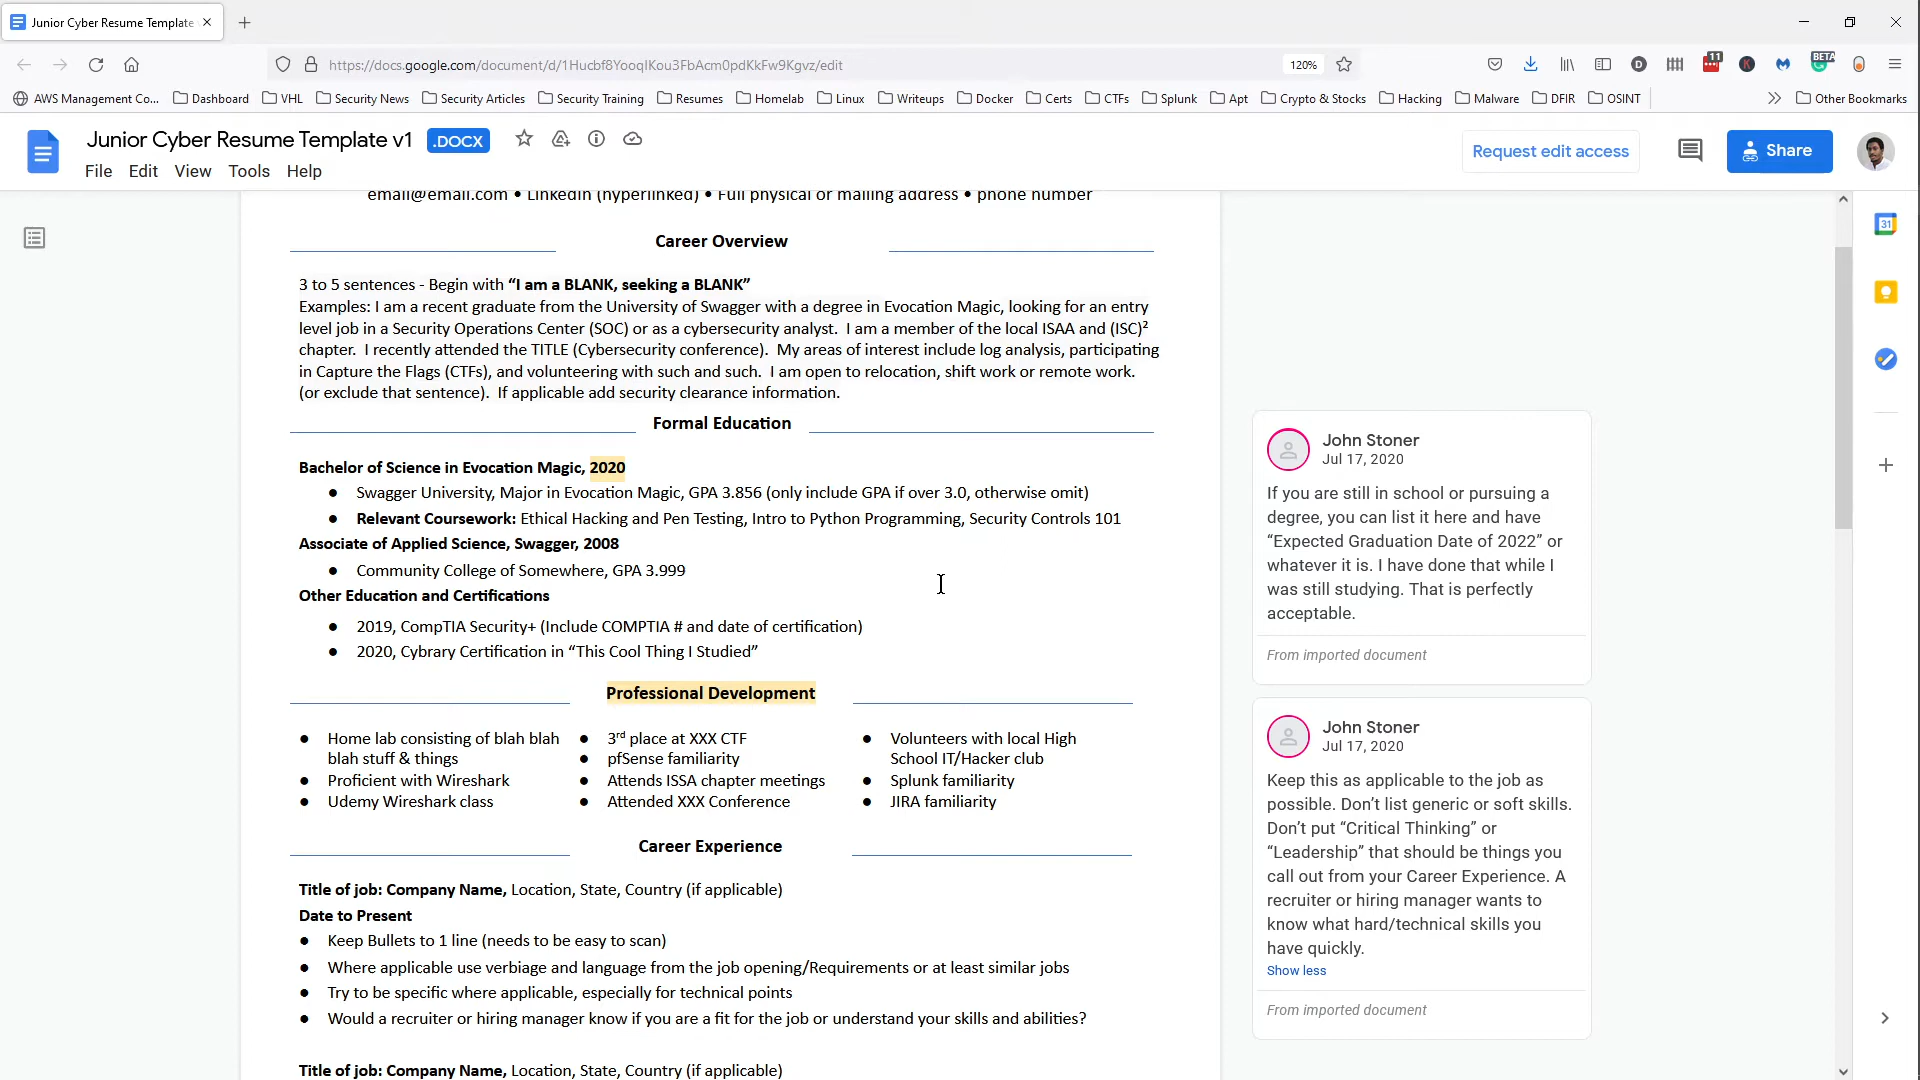 Junior Cyber Resume Template
https://docs.google.com/document/d/1Hucbf8YooqIKou3FbAcm0pdKkFw9Kgvz/edit
120%
11
BETA
AWS Management Co...
Dashboard
VHL
Security News
Security Articles
Security Training
Resumes
Homelab
Linux
Writeups
Docker
Certs
CTFs
Splunk
Apt
Crypto & Stocks
Hacking
Malware
DFIR
OSINT
Other Bookmarks
Junior Cyber Resume Template v1
.DOCX
File Edit View Tools Help
Request edit access
Share
31
email@email.com • LinkedIn (hyperlinked) • Full physical or mailing address • phone number
Career Overview
3 to 5 sentences - Begin with “I am a BLANK, seeking a BLANK”
Examples: I am a recent graduate from the University of Swagger with a degree in Evocation Magic, looking for an entry
level job in a Security Operations Center (SOC) or as a cybersecurity analyst. I am a member of the local ISAA and (ISC)²
chapter. I recently attended the TITLE (Cybersecurity conference). My areas of interest include log analysis, participating
in Capture the Flags (CTFs), and volunteering with such and such. I am open to relocation, shift work or remote work.
(or exclude that sentence). If applicable add security clearance information.
Formal Education
Bachelor of Science in Evocation Magic, 2020
● Swagger University, Major in Evocation Magic, GPA 3.856 (only include GPA if over 3.0, otherwise omit)
● Relevant Coursework: Ethical Hacking and Pen Testing, Intro to Python Programming, Security Controls 101
Associate of Applied Science, Swagger, 2008
● Community College of Somewhere, GPA 3.999
Other Education and Certifications
● 2019, CompTIA Security+ (Include COMPTIA # and date of certification)
● 2020, Cybrary Certification in “This Cool Thing I Studied”
Professional Development
● Home lab consisting of blah blah
blah stuff & things
● Proficient with Wireshark
● Udemy Wireshark class
● 3rd place at XXX CTF
● pfSense familiarity
● Attends ISSA chapter meetings
● Attended XXX Conference
● Volunteers with local High
School IT/Hacker club
● Splunk familiarity
● JIRA familiarity
Career Experience
Title of job: Company Name, Location, State, Country (if applicable)
Date to Present
● Keep Bullets to 1 line (needs to be easy to scan)
● Where applicable use verbiage and language from the job opening/Requirements or at least similar jobs
● Try to be specific where applicable, especially for technical points
● Would a recruiter or hiring manager know if you are a fit for the job or understand your skills and abilities?
Title of job: Company Name, Location, State, Country (if applicable)
John Stoner
Jul 17, 2020
If you are still in school or pursuing a
degree, you can list it here and have
“Expected Graduation Date of 2022” or
whatever it is. I have done that while I
was still studying. That is perfectly
acceptable.
From imported document
John Stoner
Jul 17, 2020
Keep this as applicable to the job as
possible. Don’t list generic or soft skills.
Don’t put “Critical Thinking” or
“Leadership” that should be things you
call out from your Career Experience. A
recruiter or hiring manager wants to
know what hard/technical skills you
have quickly.
Show less
From imported document